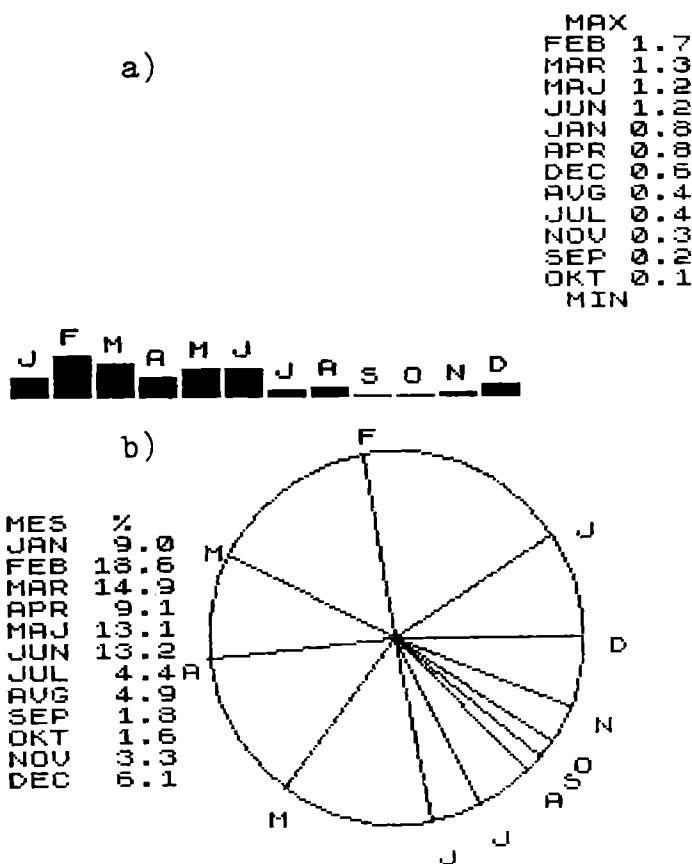 a)
MAX
FEB 1.7
MAR 1.3
MAJ 1.2
JUN 1.2
JAN 0.8
APR 0.8
DEC 0.6
AVG 0.4
JUL 0.4
NOV 0.3
SEP 0.2
OKT 0.1
MIN
J F M A M J J A S O N D
b)
MES %
JAN 9.0
FEB 18.6
MAR 14.9
APR 9.1
MAJ 13.1
JUN 13.2
JUL 4.4
AVG 4.9
SEP 1.8
OKT 1.6
NOV 3.3
DEC 6.1
F
J
M
D
A
N
O
S
A
M
J
J